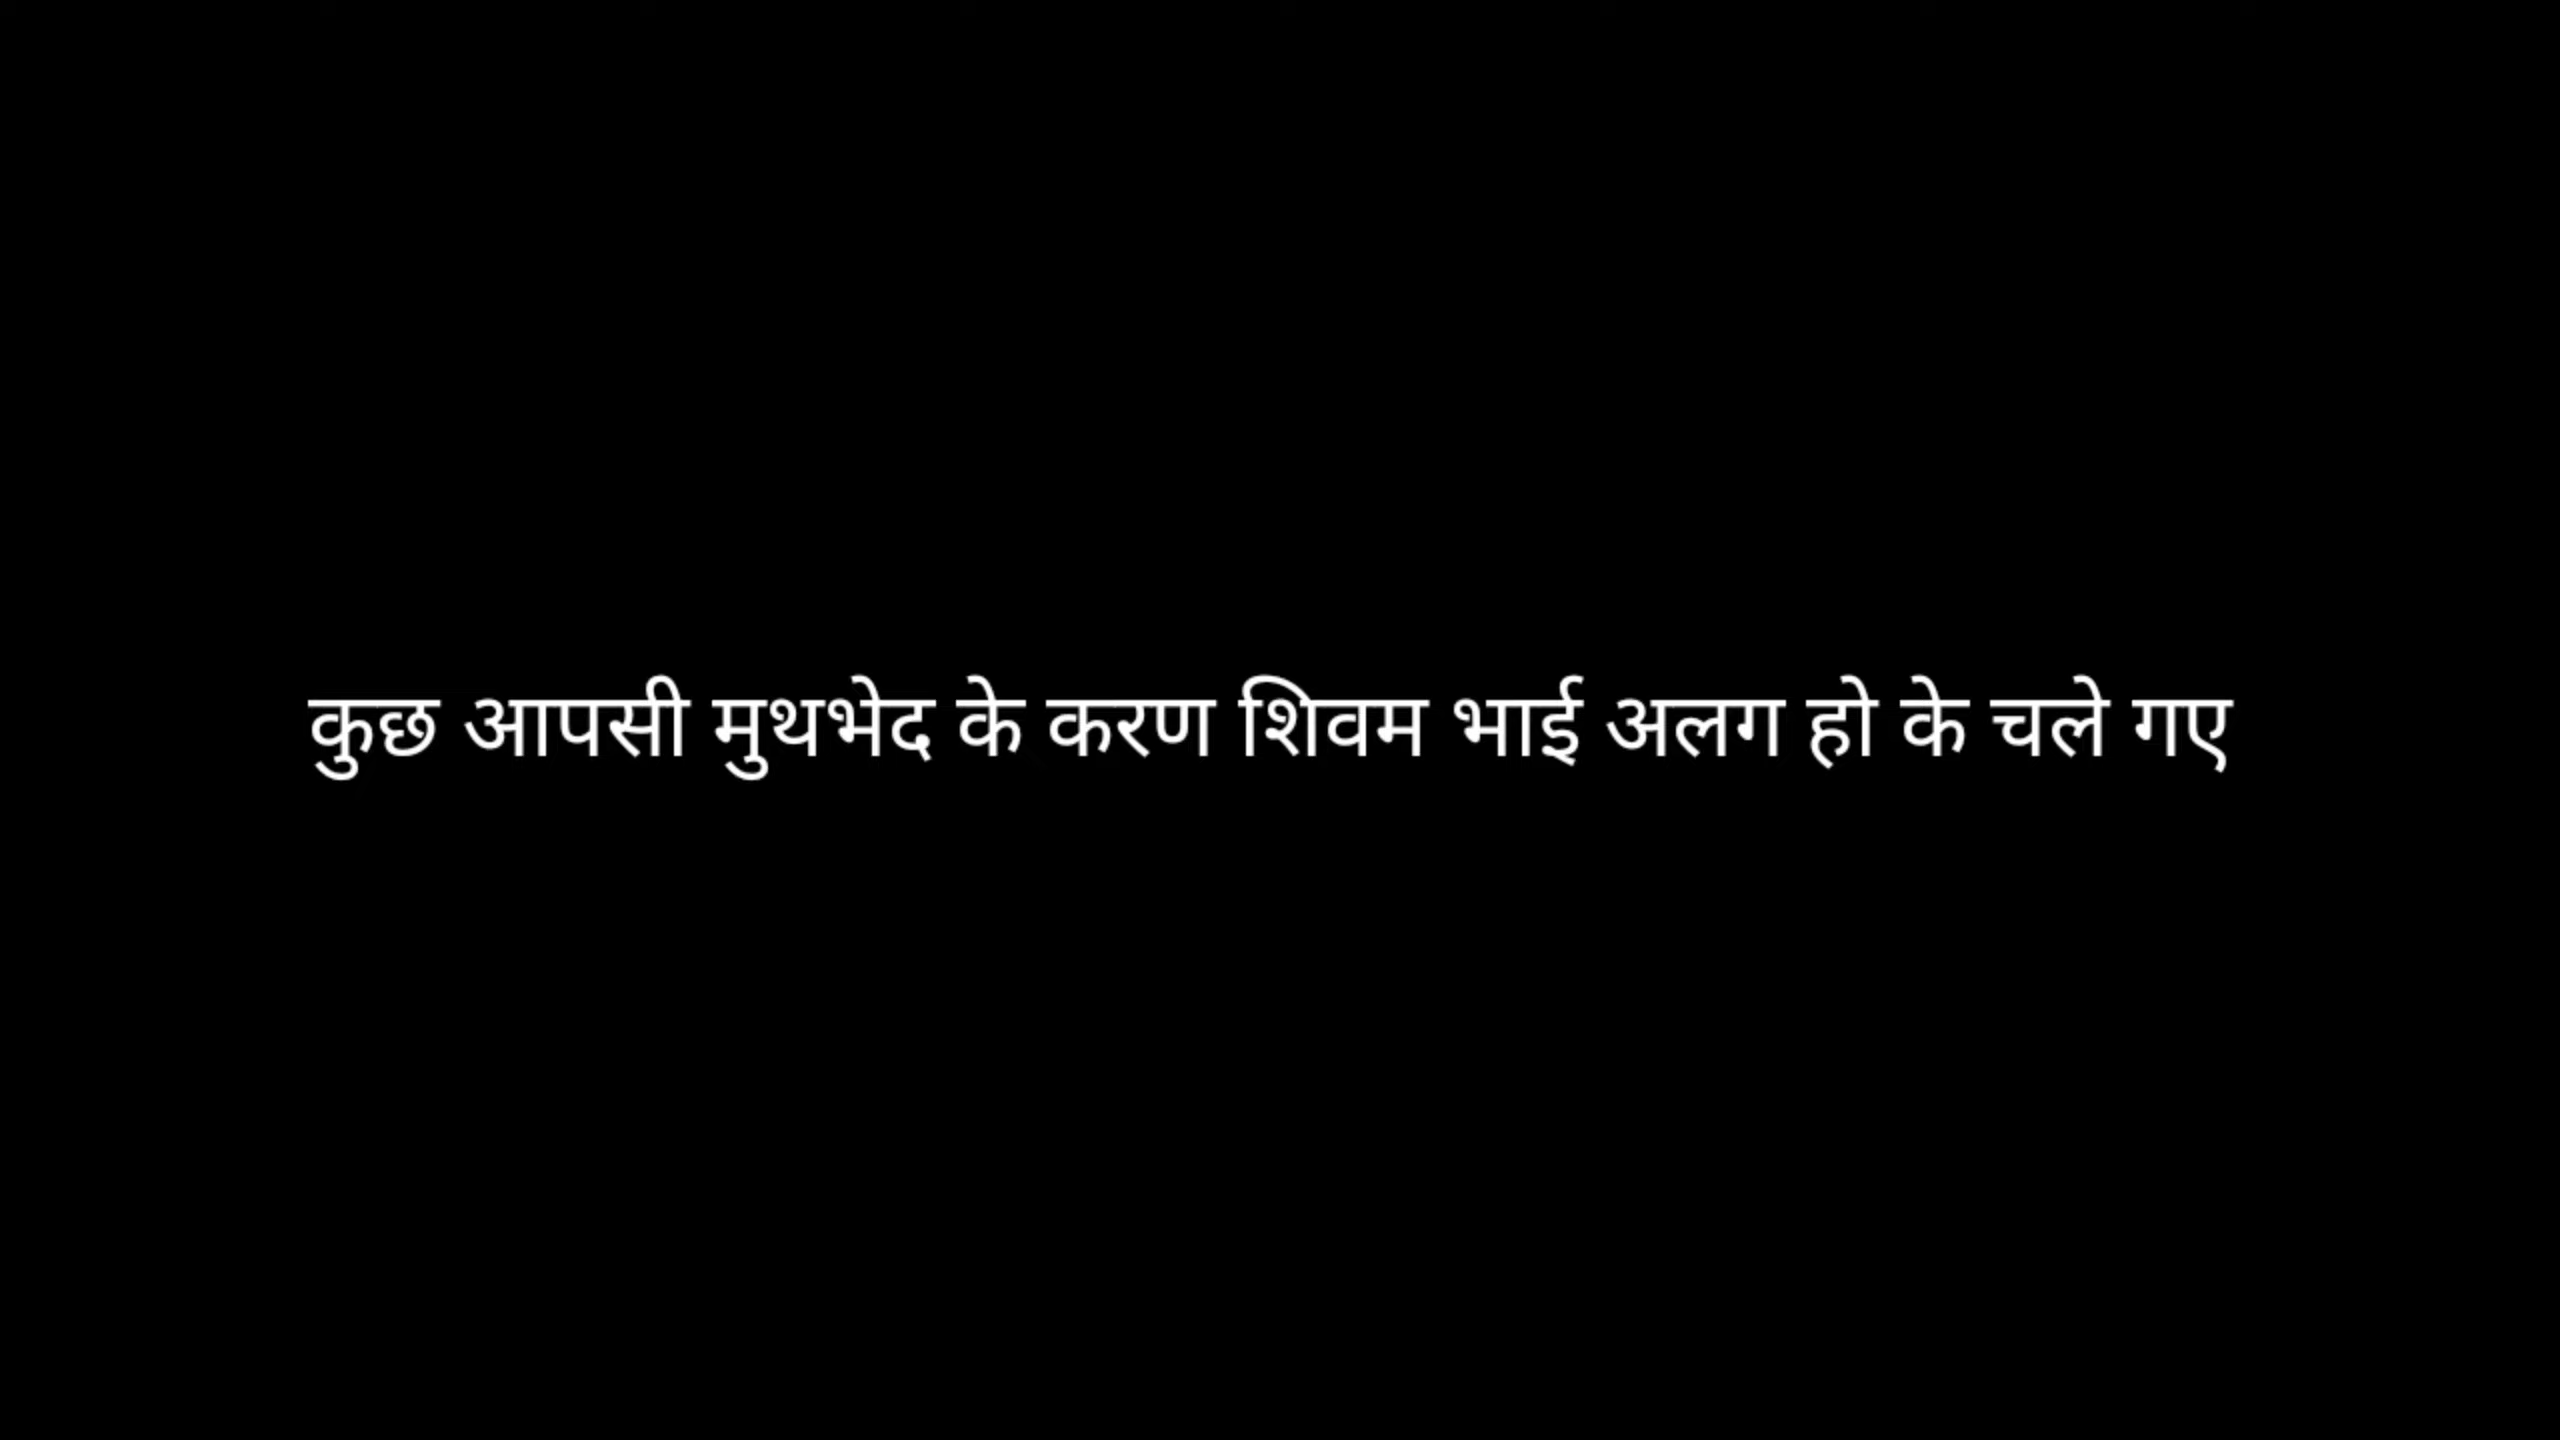 कुछ आपसी मुथभेद के करण शिवम भाई अलग हो के चले गए